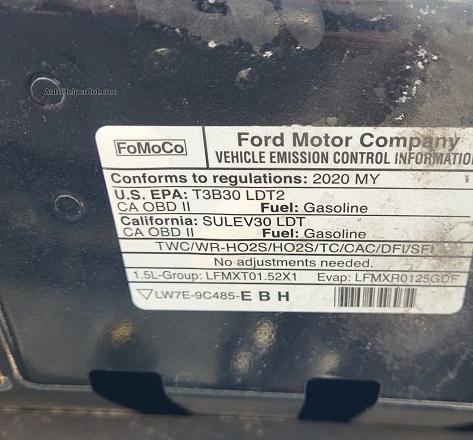 AutoHelperBot.com
FoMoCo
Ford Motor Company
VEHICLE EMISSION CONTROL INFORMATION
Conforms to regulations: 2020 MY
U.S. EPA: T3B30 LDT2
CA OBD II Fuel: Gasoline
California: SULEV30 LDT
CA OBD II Fuel: Gasoline
TWC/WR-HO2S/HO2S/TC/CAC/DFI/SFI
No adjustments needed.
1.5L-Group: LFMXT01.52X1 Evap: LFMXR0125GDF
LW7E-9C485-E B H